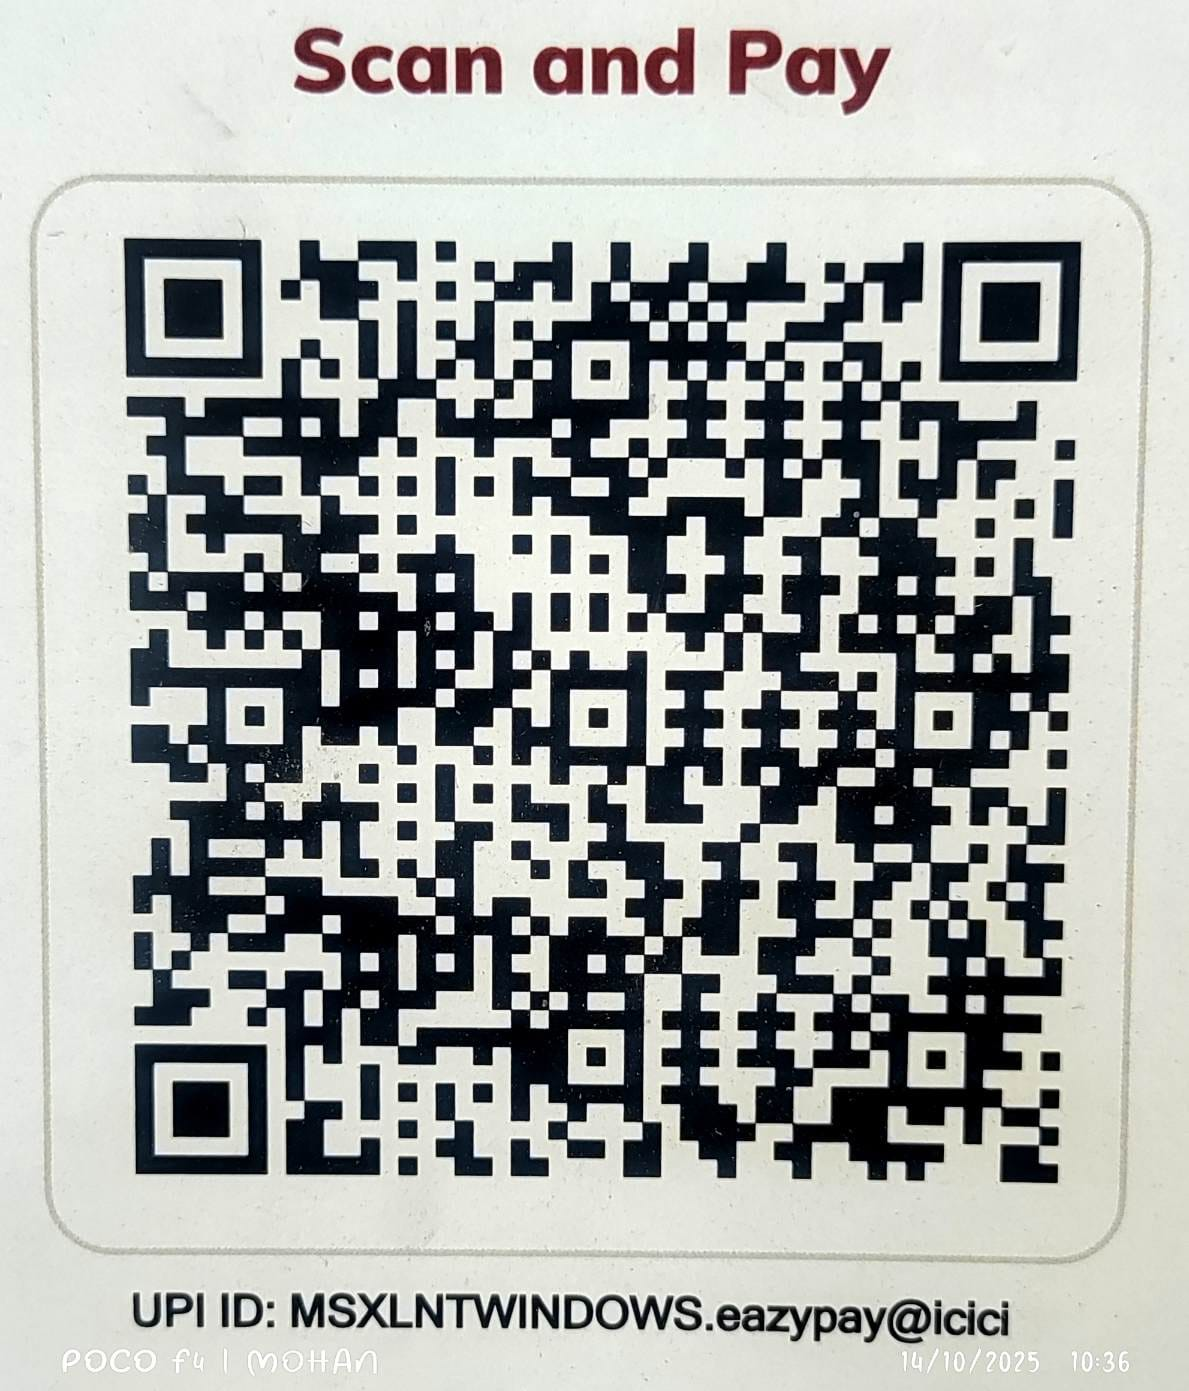 Scan and Pay
UPI ID: MSXLNTWINDOWS.eazypay@icici
POCO F4 | MOHAN
14/10/2025 10:36